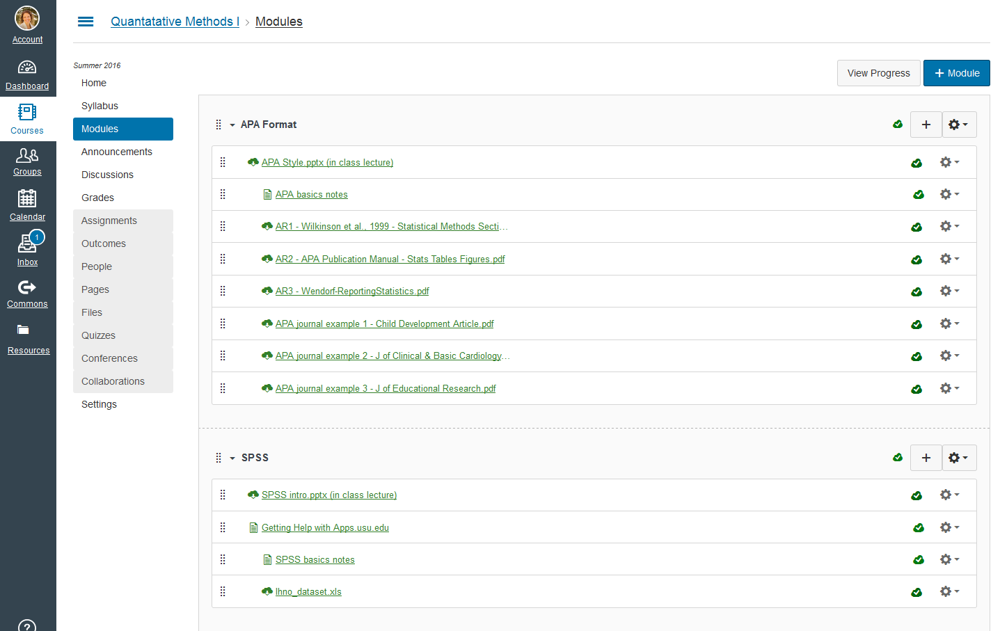 Account
Dashboard
Courses
Groups
Calendar
1
Inbox
Commons
Resources
?
Quantatative Methods I > Modules
Summer 2016
Home
Syllabus
Modules
Announcements
Discussions
Grades
Assignments
Outcomes
People
Pages
Files
Quizzes
Conferences
Collaborations
Settings
View Progress
+ Module
APA Format
+
APA Style.pptx (in class lecture)
APA basics notes
AR1 - Wilkinson et al., 1999 - Statistical Methods Secti…
AR2 - APA Publication Manual - Stats Tables Figures.pdf
AR3 - Wendorf-ReportingStatistics.pdf
APA journal example 1 - Child Development Article.pdf
APA journal example 2 - J of Clinical & Basic Cardiology…
APA journal example 3 - J of Educational Research.pdf
SPSS
+
SPSS intro.pptx (in class lecture)
Getting Help with Apps.usu.edu
SPSS basics notes
Ihno_dataset.xls